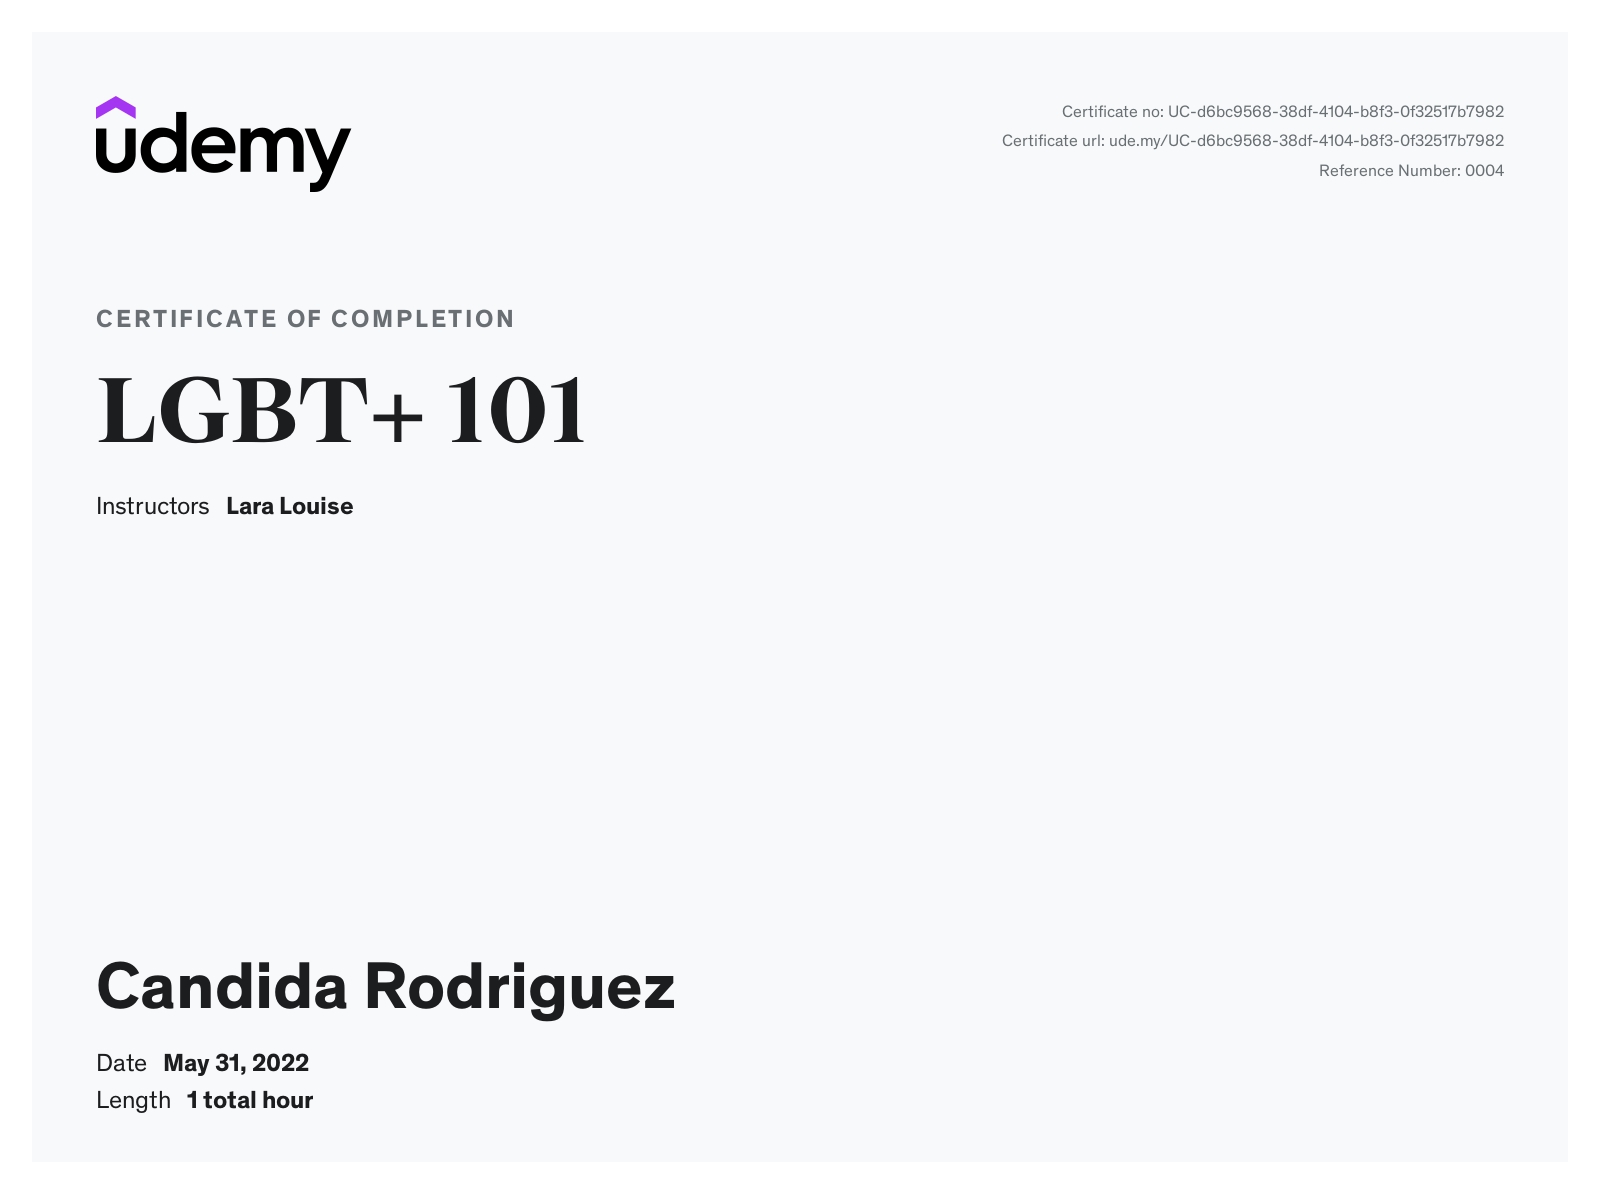 udemy
Certificate no: UC-d6bc9568-38df-4104-b8f3-0f32517b7982
Certificate url: ude.my/UC-d6bc9568-38df-4104-b8f3-0f32517b7982
Reference Number: 0004
CERTIFICATE OF COMPLETION
LGBT+ 101
Instructors Lara Louise
Candida Rodriguez
Date May 31, 2022
Length 1 total hour